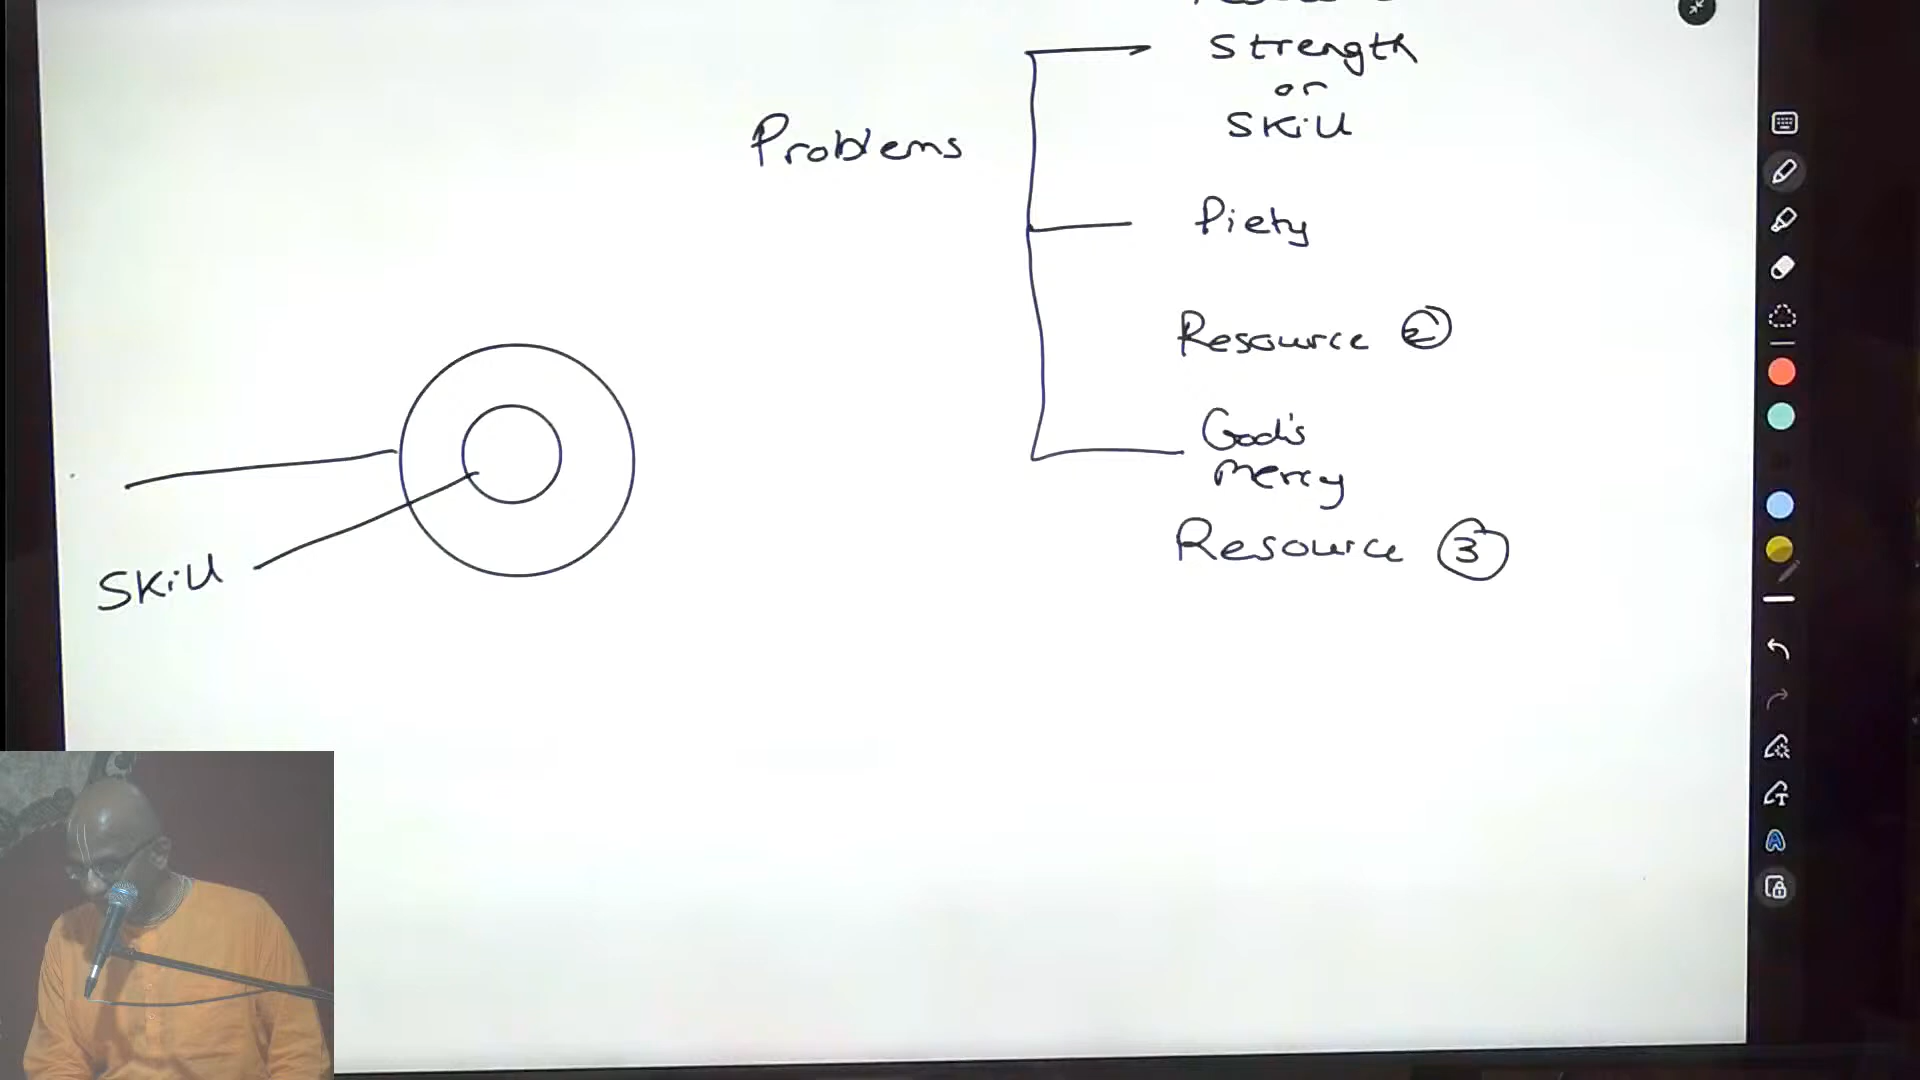 Strength
or
Skill
Problems
Piety
Resource 2
God's
mercy
Resource 3
Skill